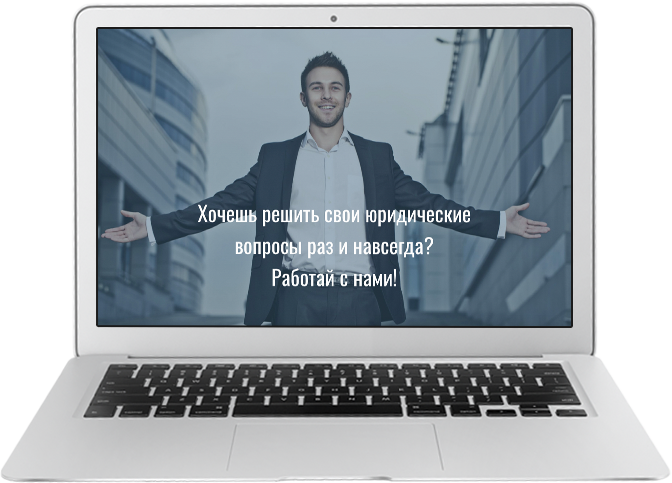 Хочешь решить свои юридические
вопросы раз и навсегда?
Работай с нами!